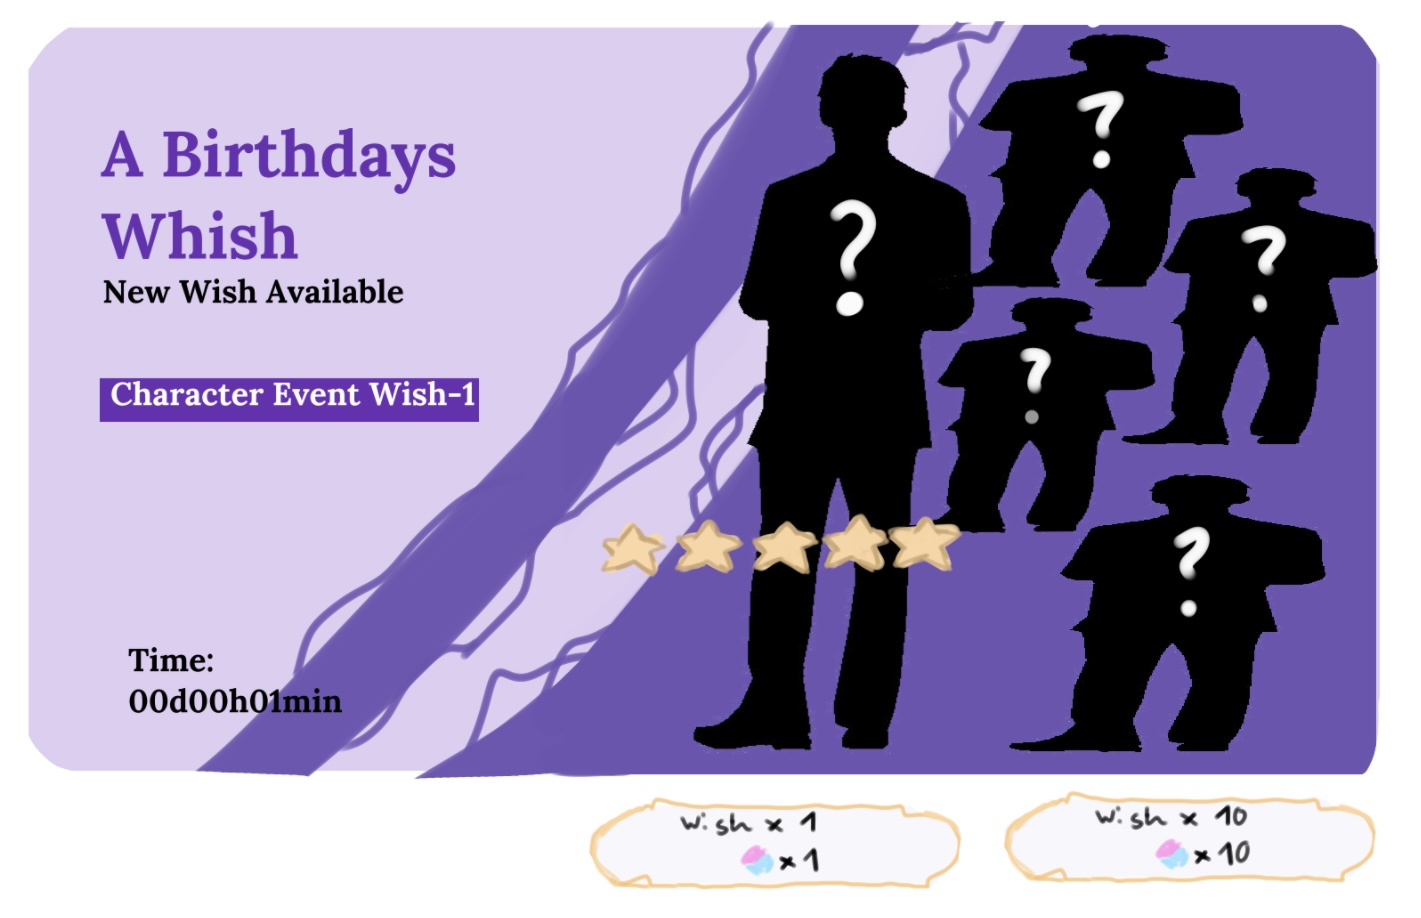 A Birthdays
Whish
New Wish Available
Character Event Wish-1
Time:
00d00h01min
?
?
?
?
?
Wish x 1
x 1
Wish x 10
x 10